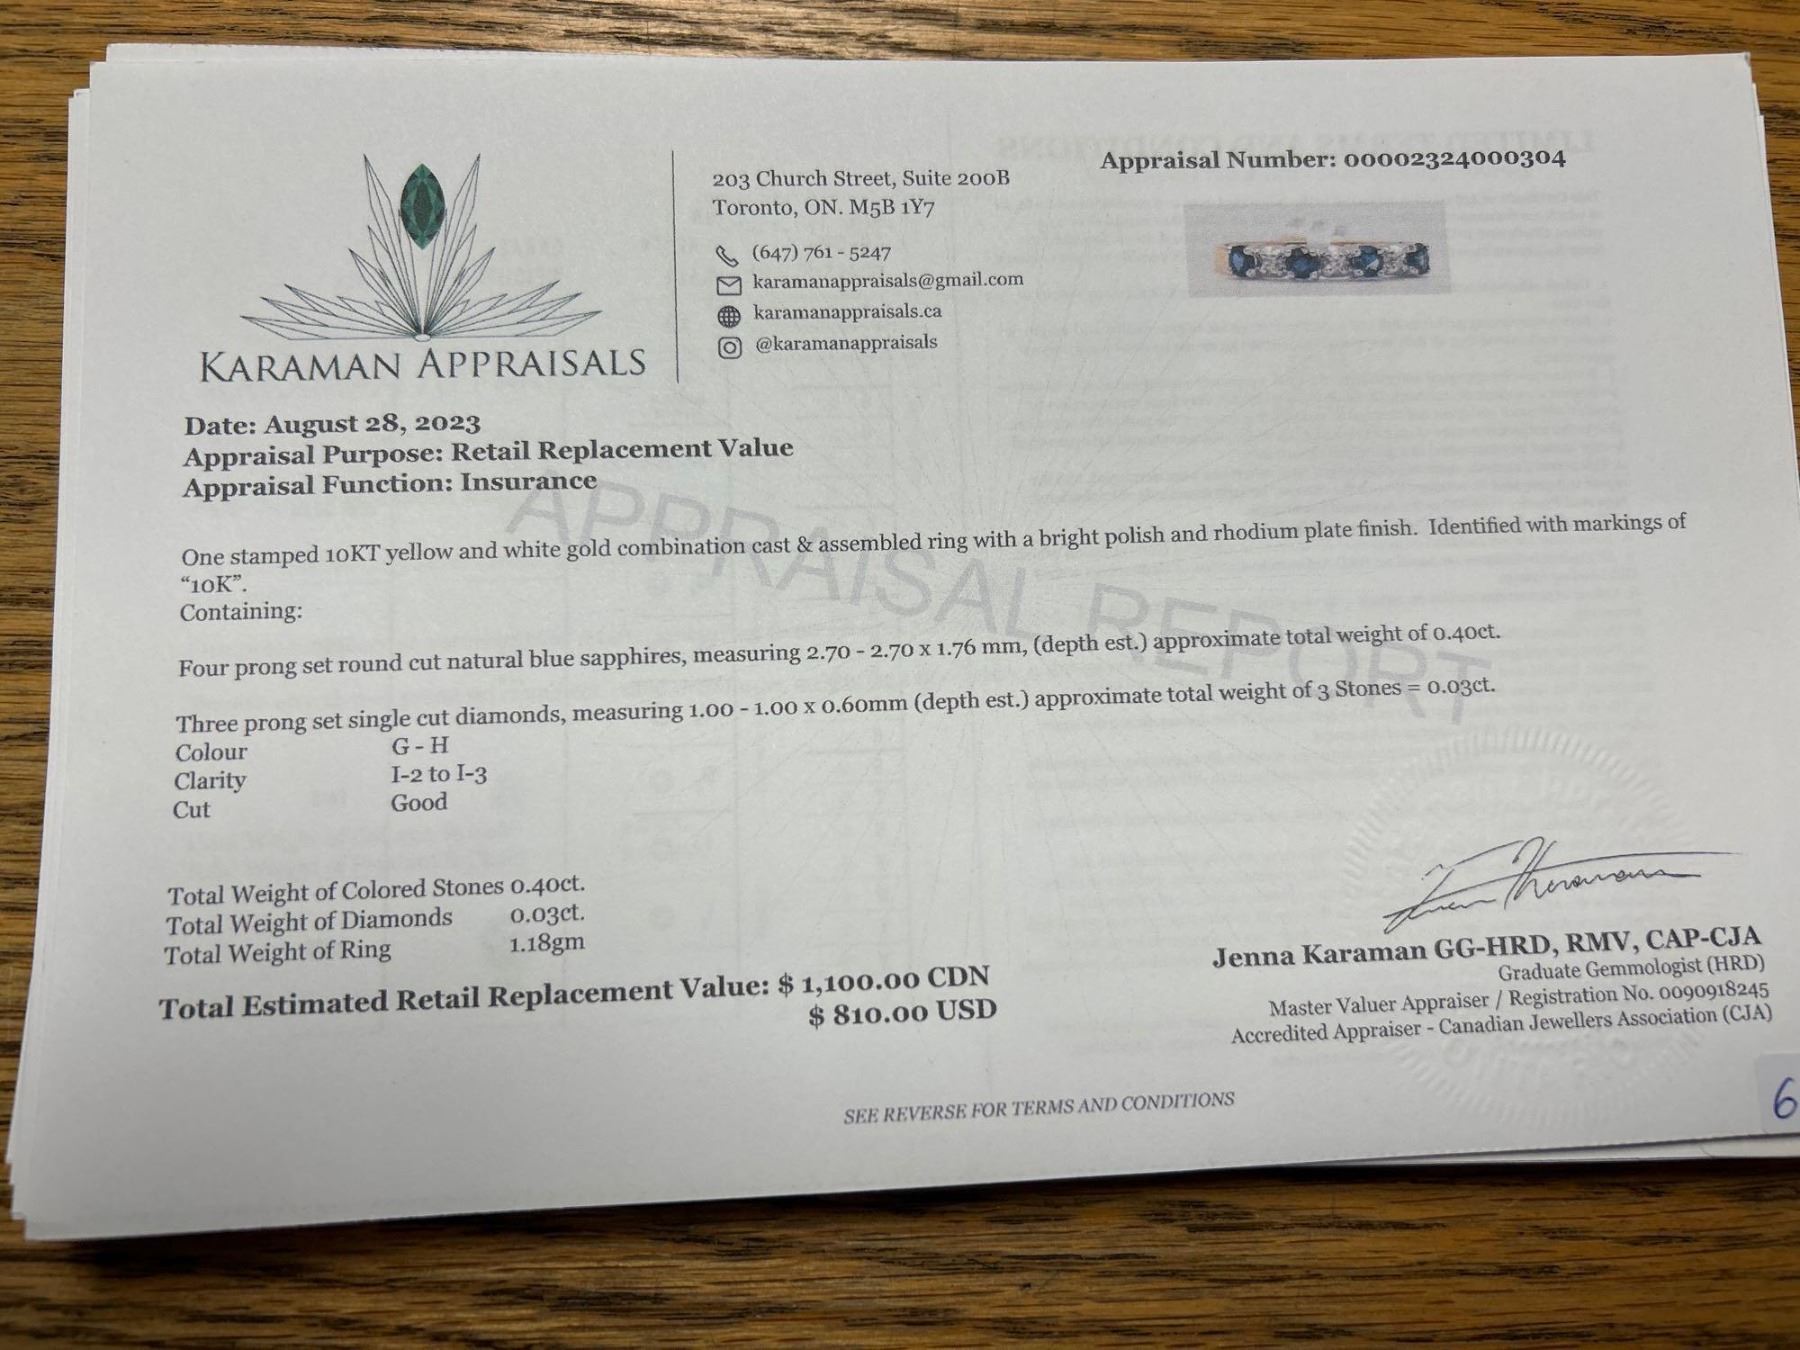 KARAMAN APPRAISALS
203 Church Street, Suite 200B
Toronto, ON. M5B 1Y7
(647) 761 - 5247
karamanappraisals@gmail.com
karamanappraisals.ca
@karamanappraisals
Appraisal Number: 00002324000304
Date: August 28, 2023
Appraisal Purpose: Retail Replacement Value
Appraisal Function: Insurance
APPRAISAL REPORT
One stamped 10KT yellow and white gold combination cast & assembled ring with a bright polish and rhodium plate finish. Identified with markings of
“10K”.
Containing:
Four prong set round cut natural blue sapphires, measuring 2.70 - 2.70 x 1.76 mm, (depth est.) approximate total weight of 0.40ct.
Three prong set single cut diamonds, measuring 1.00 - 1.00 x 0.60mm (depth est.) approximate total weight of 3 Stones = 0.03ct.
Colour G - H
Clarity I-2 to I-3
Cut Good
Total Weight of Colored Stones 0.40ct.
Total Weight of Diamonds 0.03ct.
Total Weight of Ring 1.18gm
Total Estimated Retail Replacement Value: $ 1,100.00 CDN
$ 810.00 USD
Jenna Karaman GG-HRD, RMV, CAP-CJA
Graduate Gemmologist (HRD)
Master Valuer Appraiser / Registration No. 0090918245
Accredited Appraiser - Canadian Jewellers Association (CJA)
SEE REVERSE FOR TERMS AND CONDITIONS
6